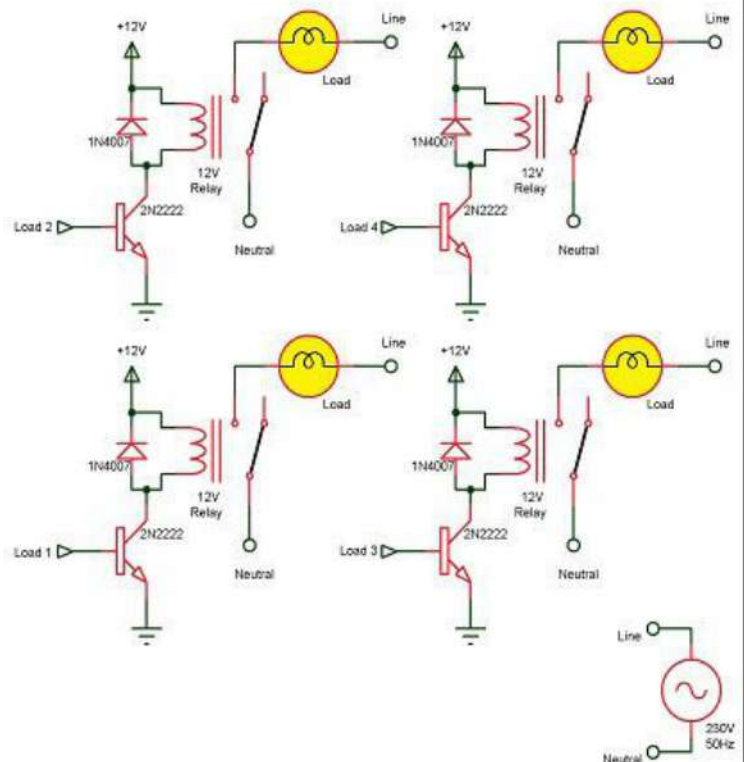 Line
+12V
Load
1N4007
12V
Relay
2N2222
Load 2
Neutral
Line
+12V
Load
1N4007
12V
Relay
2N2222
Load 4
Neutral
Line
+12V
Load
1N4007
12V
Relay
2N2222
Load 1
Neutral
Line
+12V
Load
1N4007
12V
Relay
2N2222
Load 3
Neutral
Line
230V
50Hz
Neutral